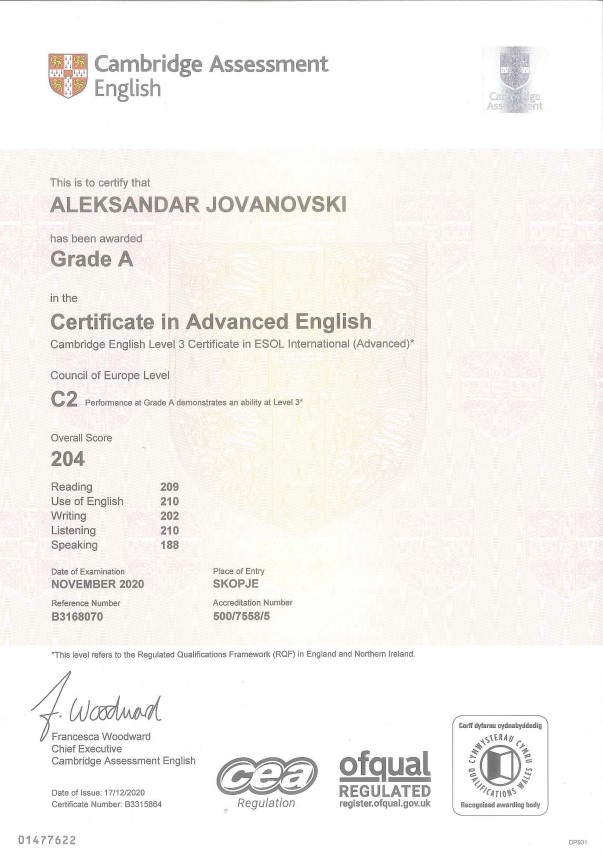 Cambridge Assessment
English
Cambridge
Assessment
This is to certify that
ALEKSANDAR JOVANOVSKI
has been awarded
Grade A
in the
Certificate in Advanced English
Cambridge English Level 3 Certificate in ESOL International (Advanced)*
Council of Europe Level
C2 Performance at Grade A demonstrates an ability at Level 3*
Overall Score
204
Reading 209
Use of English 210
Writing 202
Listening 210
Speaking 188
Date of Examination
NOVEMBER 2020
Place of Entry
SKOPJE
Reference Number
B3168070
Accreditation Number
500/7558/5
*This level refers to the Regulated Qualifications Framework (RQF) in England and Northern Ireland.
F. Woodward
Francesca Woodward
Chief Executive
Cambridge Assessment English
Date of Issue: 17/12/2020
Certificate Number: B3315864
cea
Regulation
ofqual
REGULATED
register.ofqual.gov.uk
Corff dyfarnu cydnabyddedig
CYMWYSTERAU CYMRU
QUALIFICATIONS WALES
Recognised awarding body
01477622
DP931